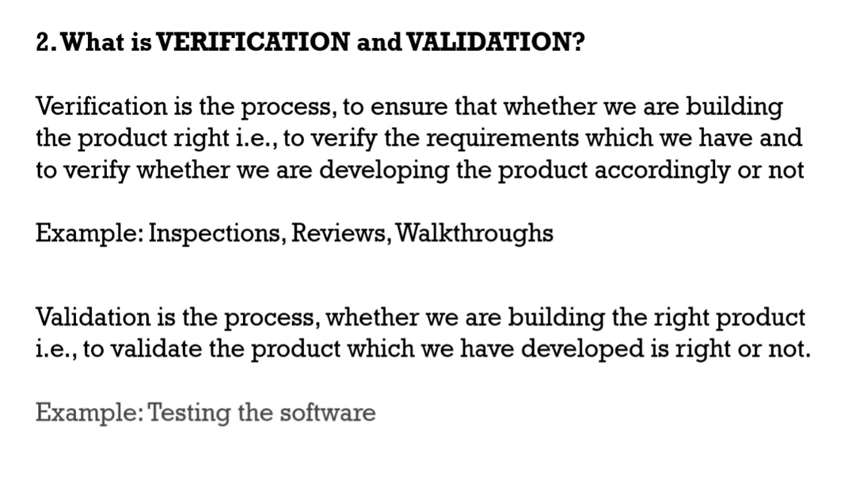 2. What is VERIFICATION and VALIDATION?
Verification is the process, to ensure that whether we are building
the product right i.e., to verify the requirements which we have and
to verify whether we are developing the product accordingly or not
Example: Inspections, Reviews, Walkthroughs
Validation is the process, whether we are building the right product
i.e., to validate the product which we have developed is right or not.
Example: Testing the software